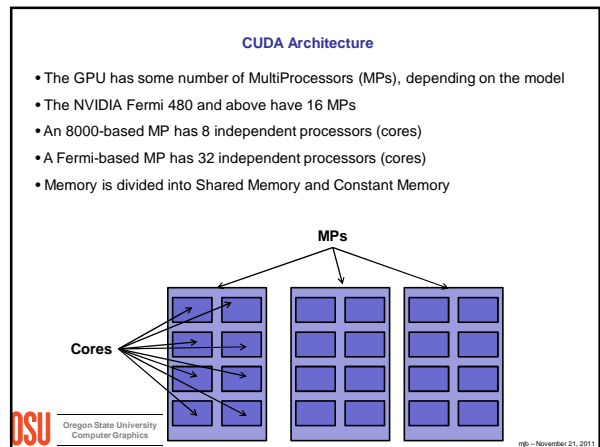 CUDA Architecture
• The GPU has some number of MultiProcessors (MPs), depending on the model
• The NVIDIA Fermi 480 and above have 16 MPs
• An 8000-based MP has 8 independent processors (cores)
• A Fermi-based MP has 32 independent processors (cores)
• Memory is divided into Shared Memory and Constant Memory
MPs
Cores
OSU
Oregon State University
Computer Graphics
mjb – November 21, 2011